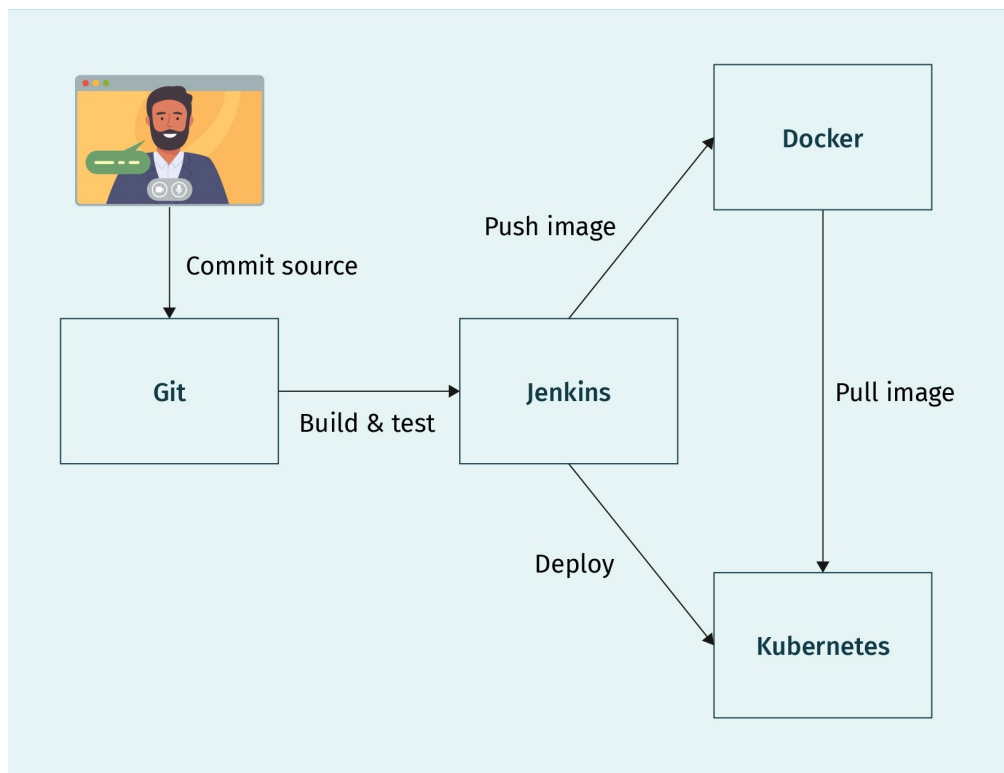 Commit source
Git
Build & test
Jenkins
Push image
Docker
Pull image
Deploy
Kubernetes